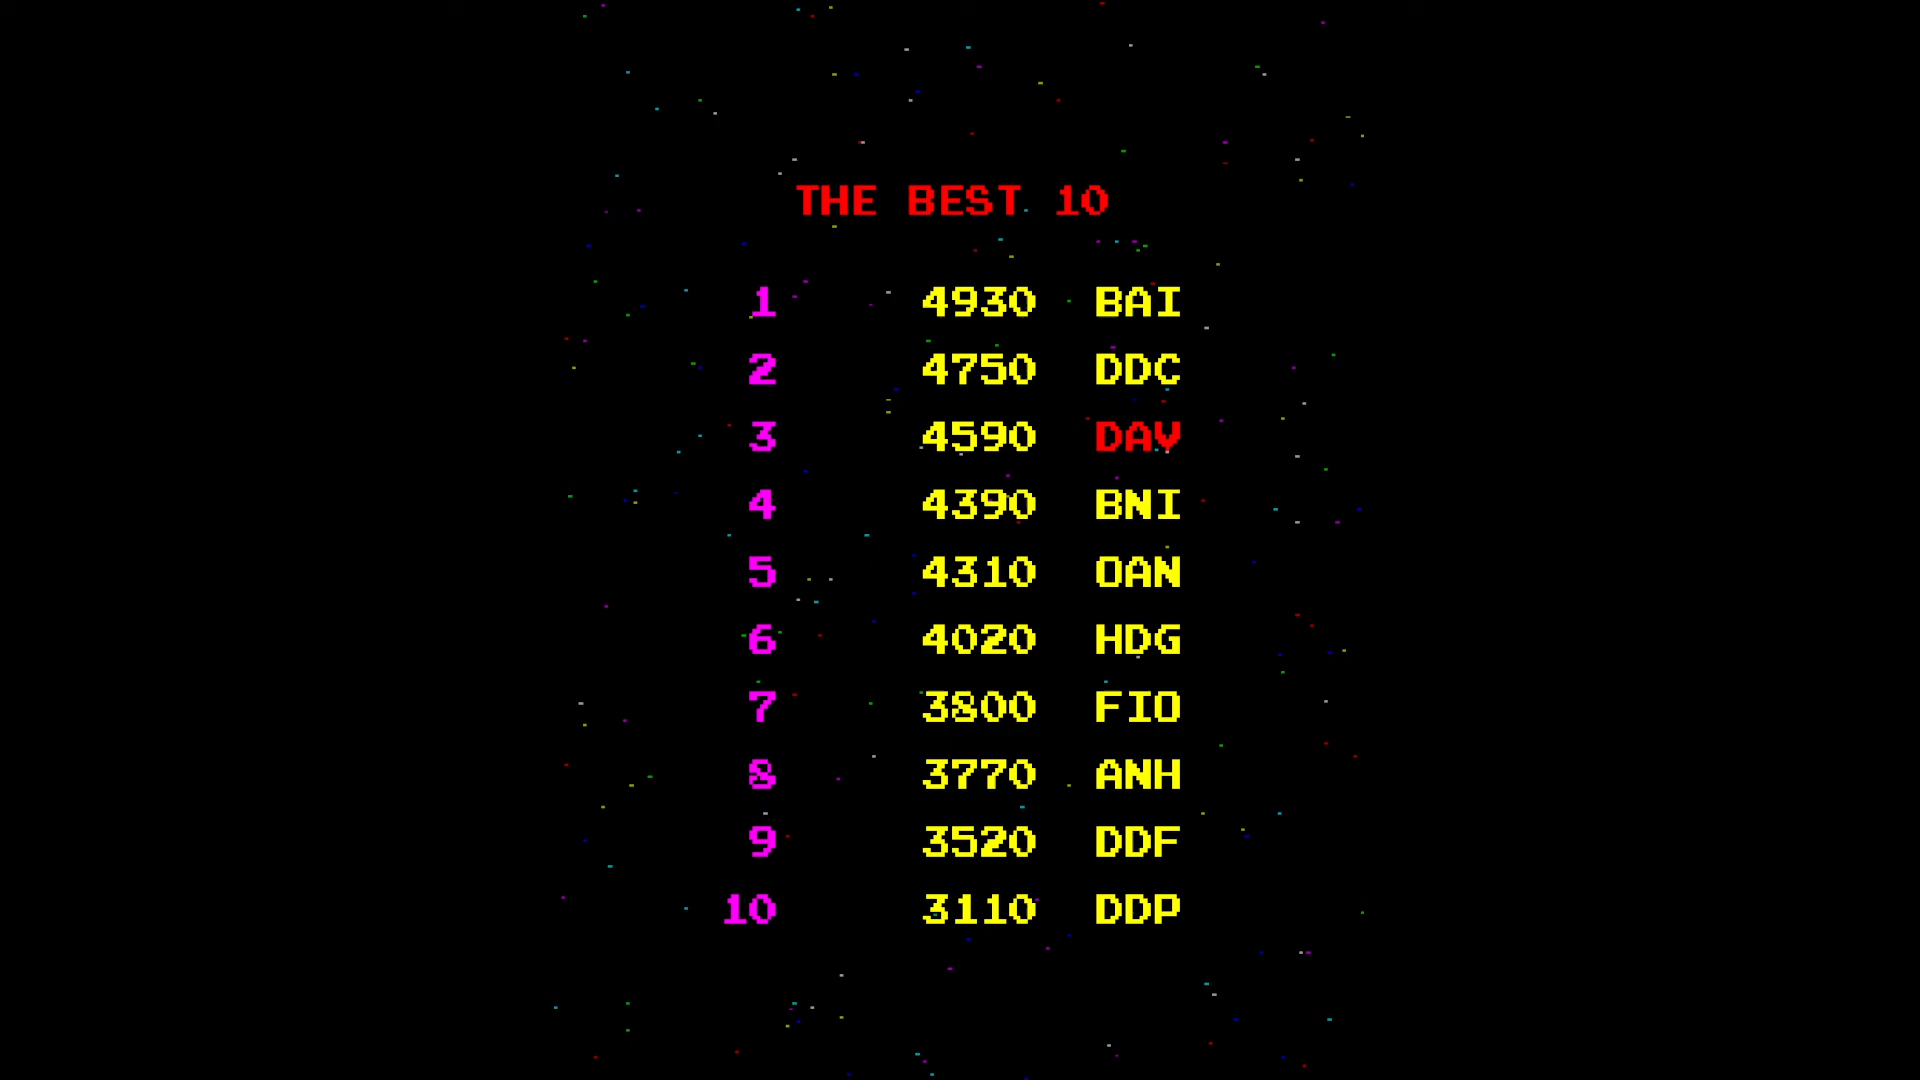 THE BEST 10
1 4930 BAI
2 4750 DDC
3 4590 DAV
4 4390 BNI
5 4310 OAN
6 4020 HDG
7 3800 FIO
8 3770 ANH
9 3520 DDF
10 3110 DDP